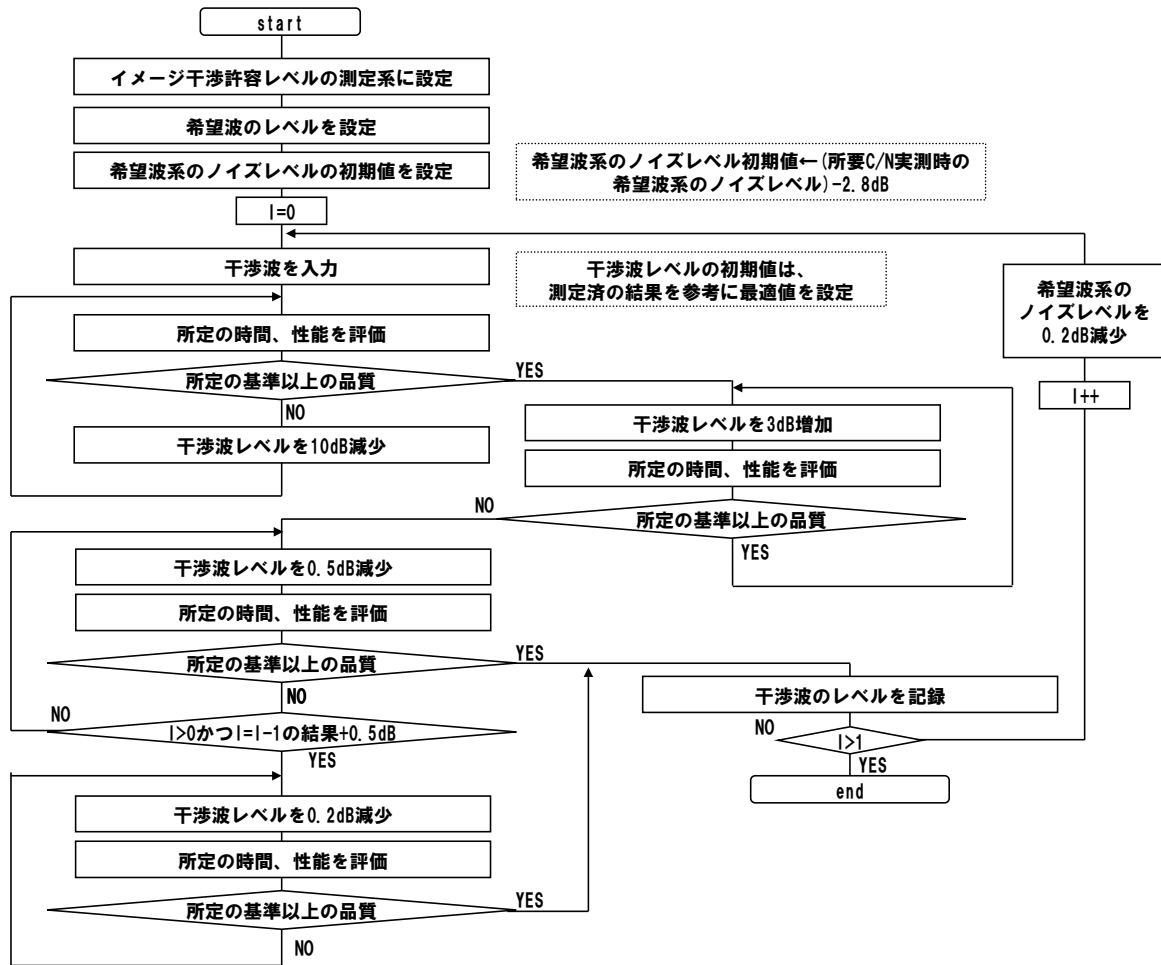 start
イメージ干渉許容レベルの測定系に設定
希望波のレベルを設定
希望波系のノイズレベルの初期値を設定
希望波系のノイズレベル初期値←(所要C/N実測時の
希望波系のノイズレベル)-2.8dB
I=0
干渉波を入力
干渉波レベルの初期値は、
測定済の結果を参考に最適値を設定
希望波系の
ノイズレベルを
0.2dB減少
I++
所定の時間、性能を評価
所定の基準以上の品質
YES
NO
干渉波レベルを10dB減少
干渉波レベルを3dB増加
所定の時間、性能を評価
所定の基準以上の品質
NO
YES
干渉波レベルを0.5dB減少
所定の時間、性能を評価
所定の基準以上の品質
YES
NO
I>0かつI=I-1の結果+0.5dB
NO
YES
干渉波のレベルを記録
I>1
NO
YES
end
干渉波レベルを0.2dB減少
所定の時間、性能を評価
所定の基準以上の品質
YES
NO